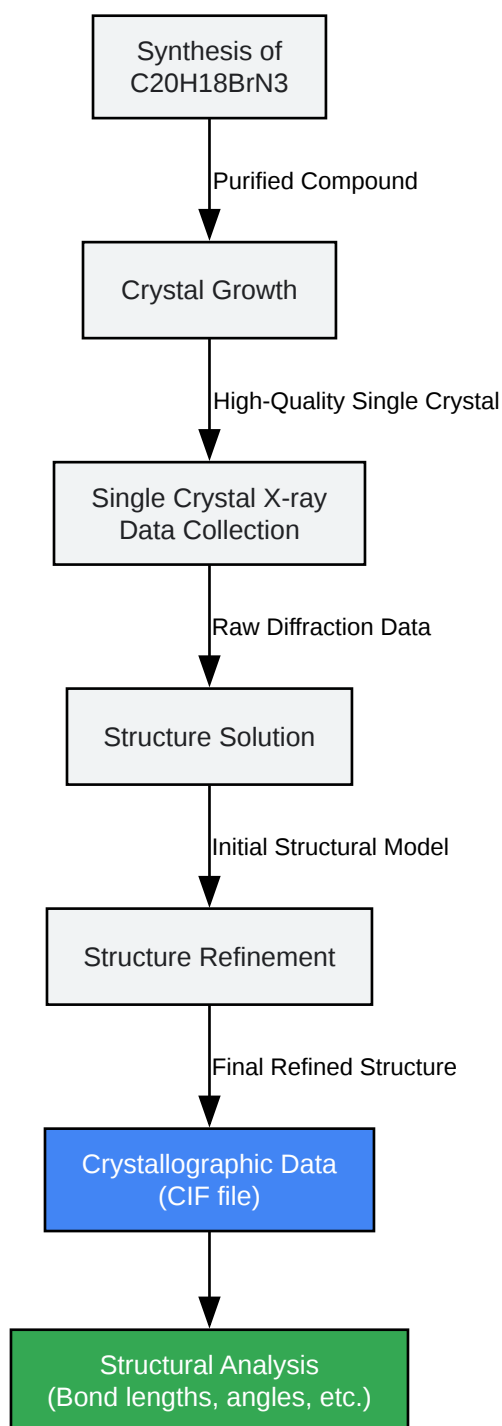 Synthesis of
C20H18BrN3
Purified Compound
Crystal Growth
High-Quality Single Crystal
Single Crystal X-ray
Data Collection
Raw Diffraction Data
Structure Solution
Initial Structural Model
Structure Refinement
Final Refined Structure
Crystallographic Data
(CIF file)
Structural Analysis
(Bond lengths, angles, etc.)